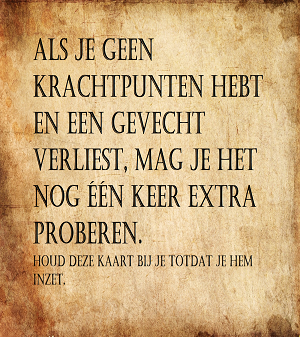 ALS JE GEEN
KRACHTPUNTEN HEBT
EN EEN GEVECHT
VERLIEST, MAG JE HET
NOG ÉÉN KEER EXTRA
PROBEREN.
HOUD DEZE KAART BIJ JE TOTDAT JE HEM
INZET.